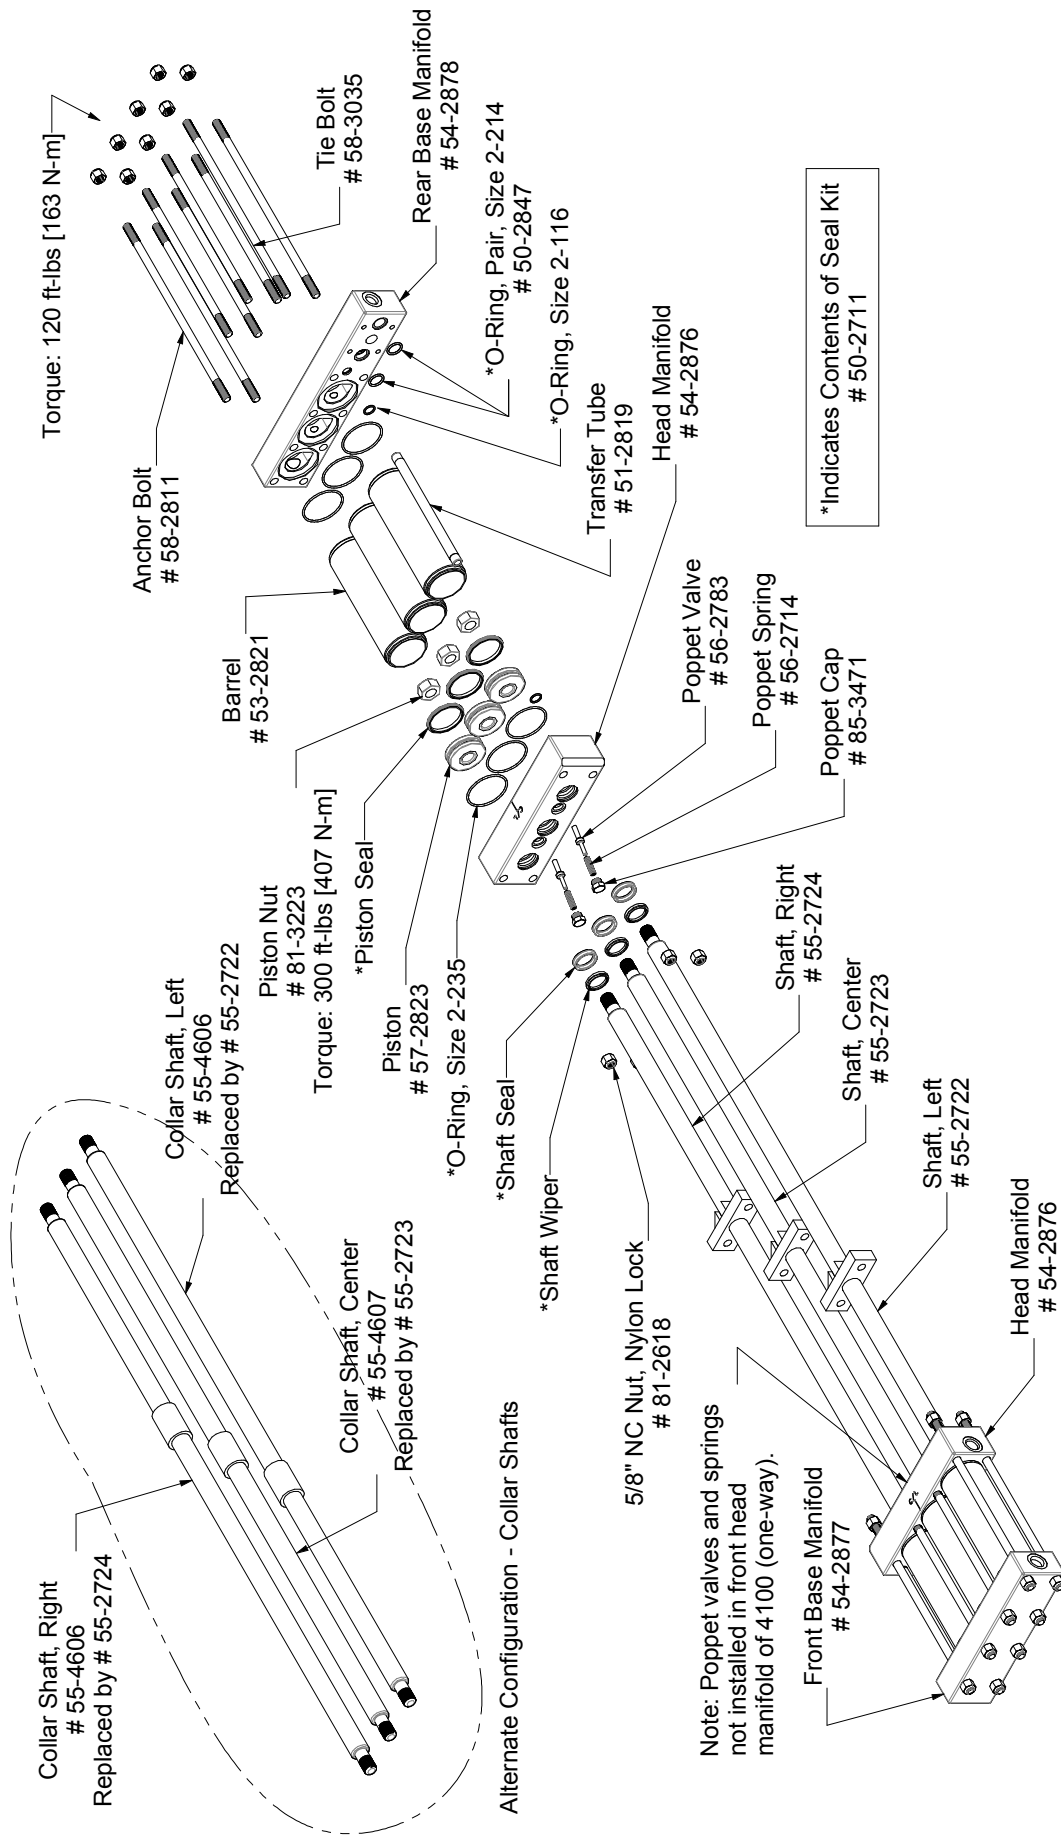 Collar Shaft, Right
# 55-4606
Replaced by # 55-2724
Collar Shaft, Left
# 55-4606
Replaced by # 55-2722
Collar Shaft, Center
# 55-4607
Replaced by # 55-2723
Alternate Configuration - Collar Shafts
Torque: 120 ft-lbs [163 N-m]
Anchor Bolt
# 58-2811
Tie Bolt
# 58-3035
Rear Base Manifold
# 54-2878
*O-Ring, Pair, Size 2-214
# 50-2847
*O-Ring, Size 2-116
Barrel
# 53-2821
Transfer Tube
# 51-2819
Head Manifold
# 54-2876
Piston Nut
# 81-3223
Torque: 300 ft-lbs [407 N-m]
*Piston Seal
Piston
# 57-2823
*O-Ring, Size 2-235
Poppet Valve
# 56-2783
Poppet Spring
# 56-2714
Poppet Cap
# 85-3471
*Shaft Seal
*Shaft Wiper
5/8" NC Nut, Nylon Lock
# 81-2618
Shaft, Right
# 55-2724
Shaft, Center
# 55-2723
Shaft, Left
# 55-2722
Head Manifold
# 54-2876
Note: Poppet valves and springs
not installed in front head
manifold of 4100 (one-way).
Front Base Manifold
# 54-2877
*Indicates Contents of Seal Kit
# 50-2711